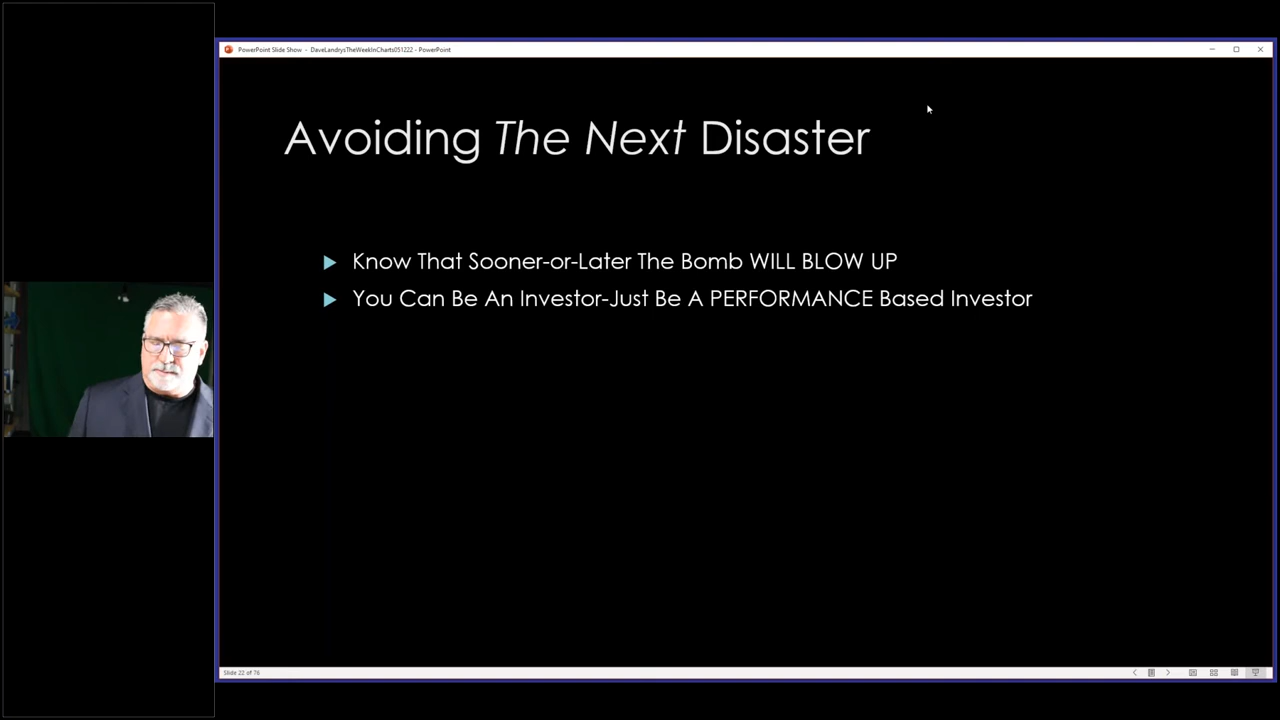 PowerPoint Slide Show - DaveLandrysTheWeekInCharts051222 - PowerPoint
Avoiding The Next Disaster
Know That Sooner-or-Later The Bomb WILL BLOW UP
You Can Be An Investor-Just Be A PERFORMANCE Based Investor
Slide 22 of 76